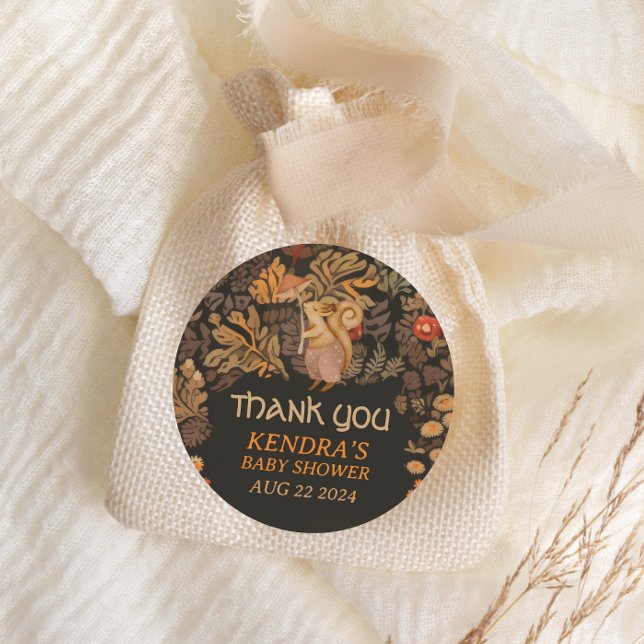 THANK YOU
KENDRA'S
BABY SHOWER
AUG 22 2024